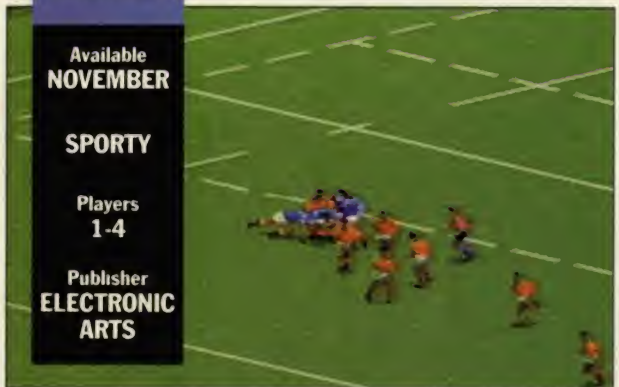 Available
NOVEMBER
SPORTY
Players
1-4
Publisher
ELECTRONIC
ARTS